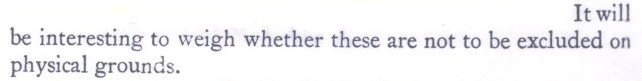 It will
be interesting to weigh whether these are not to be excluded on
physical grounds.